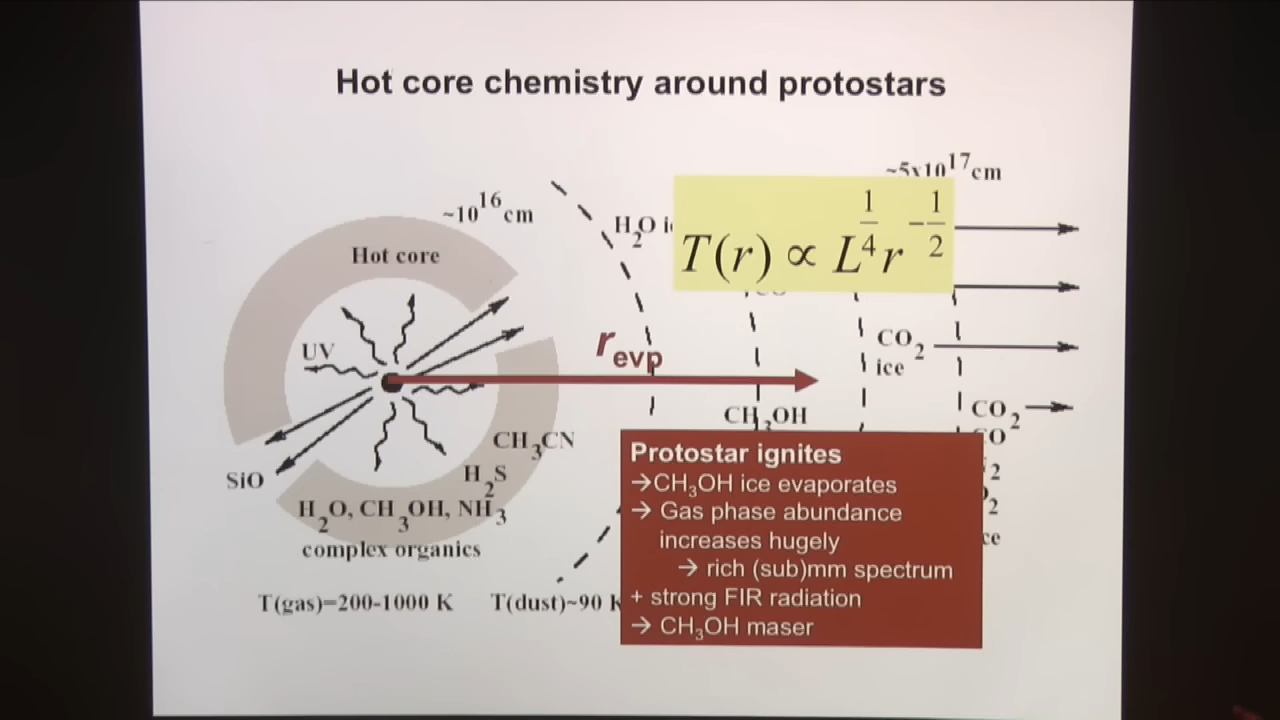 Hot core chemistry around protostars
~5x10^17 cm
~10^16 cm
H2O
T(r) ∝ L^1/4 r^-1/2
Hot core
UV
r_evp
CO2
ice
CH3OH
CO2
CH3CN
H2S
SiO
H2O, CH3OH, NH3
complex organics
T(gas)=200-1000 K
T(dust)~90 K
Protostar ignites
→CH3OH ice evaporates
→ Gas phase abundance
increases hugely
→ rich (sub)mm spectrum
+ strong FIR radiation
→ CH3OH maser